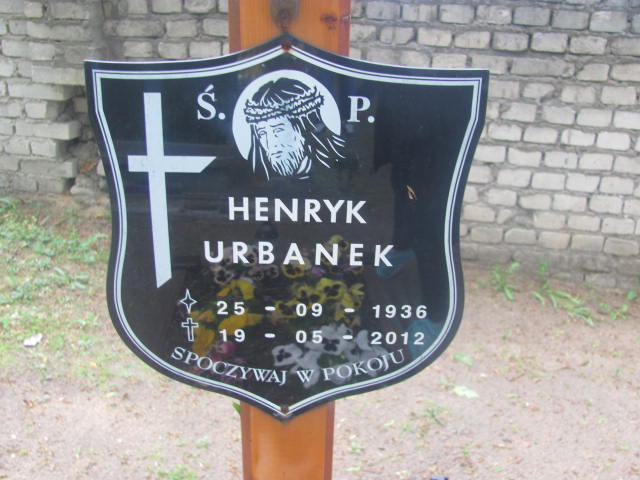 Ś. P.
HENRYK
URBANEK
25 - 09 - 1936
19 - 05 - 2012
SPOCZYWAJ W POKOJU